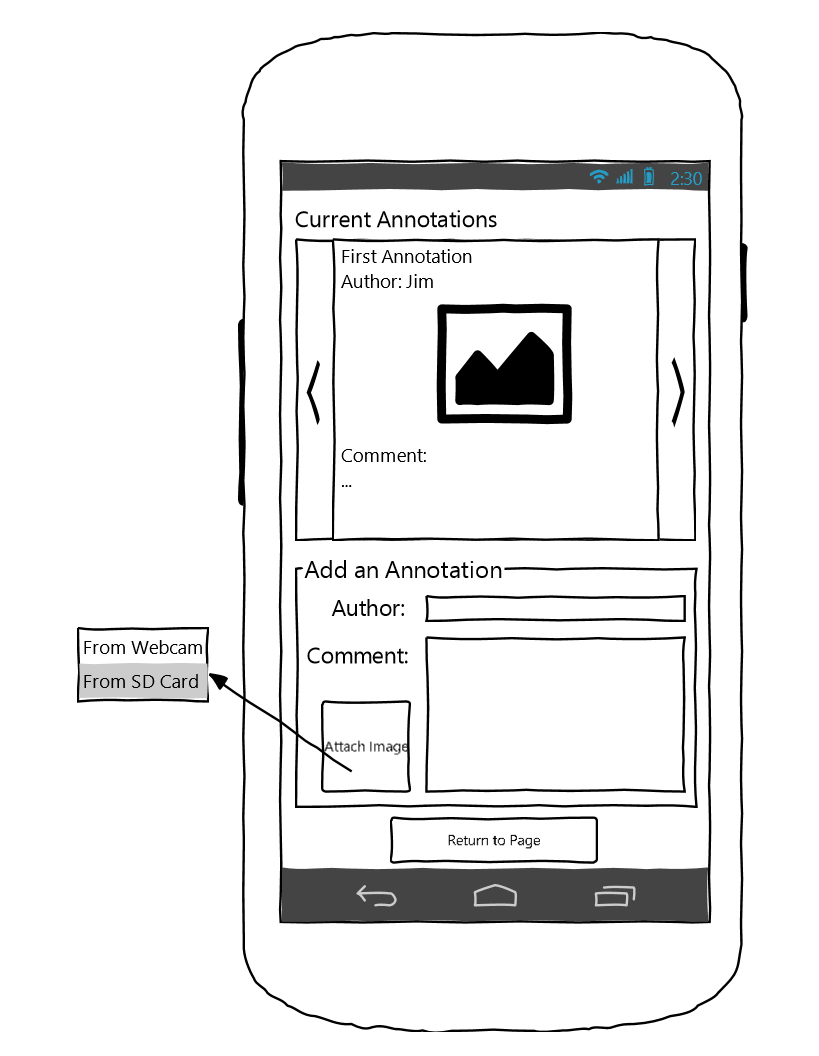 2:30
Current Annotations
First Annotation
Author: Jim
Comment:
...
Add an Annotation
Author:
Comment:
From Webcam
From SD Card
Attach Image
Return to Page